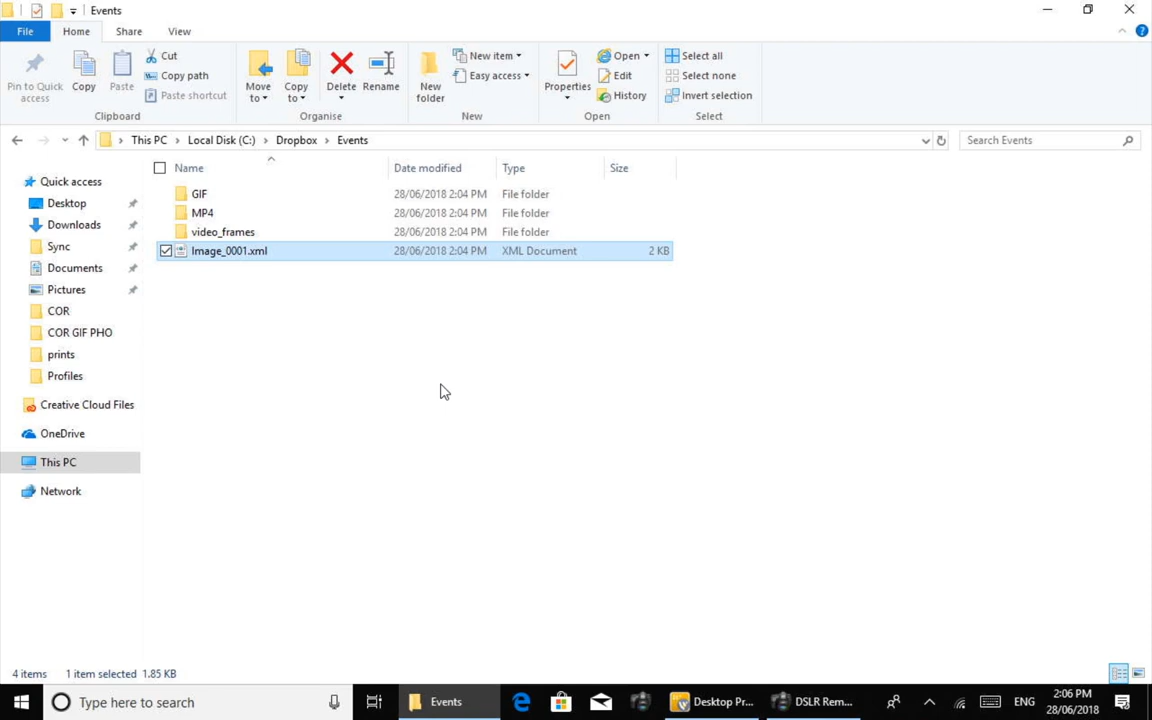 Events
File
Home
Share
View
Pin to Quick access
Copy
Paste
Cut
Copy path
Paste shortcut
Clipboard
Move to
Copy to
Delete
Rename
Organise
New folder
New item
Easy access
New
Properties
Open
Edit
History
Open
Select all
Select none
Invert selection
Select
This PC
Local Disk (C:)
Dropbox
Events
Search Events
Name
Date modified
Type
Size
GIF 28/06/2018 2:04 PM File folder
MP4 28/06/2018 2:04 PM File folder
video_frames 28/06/2018 2:04 PM File folder
Image_0001.xml 28/06/2018 2:04 PM XML Document 2 KB
Quick access
Desktop
Downloads
Sync
Documents
Pictures
COR
COR GIF PHO
prints
Profiles
Creative Cloud Files
OneDrive
This PC
Network
4 items 1 item selected 1.85 KB
Type here to search
Events
Desktop Pr...
DSLR Rem...
ENG
2:06 PM
28/06/2018